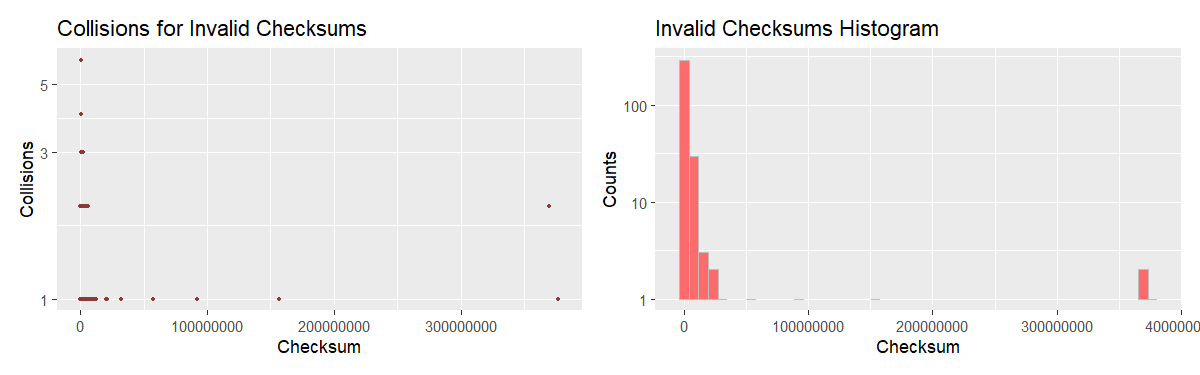 Collisions for Invalid Checksums
Collisions
5
3
1
0 100000000 200000000 300000000
Checksum
Invalid Checksums Histogram
Counts
100
10
1
0 100000000 200000000 300000000 4000000
Checksum